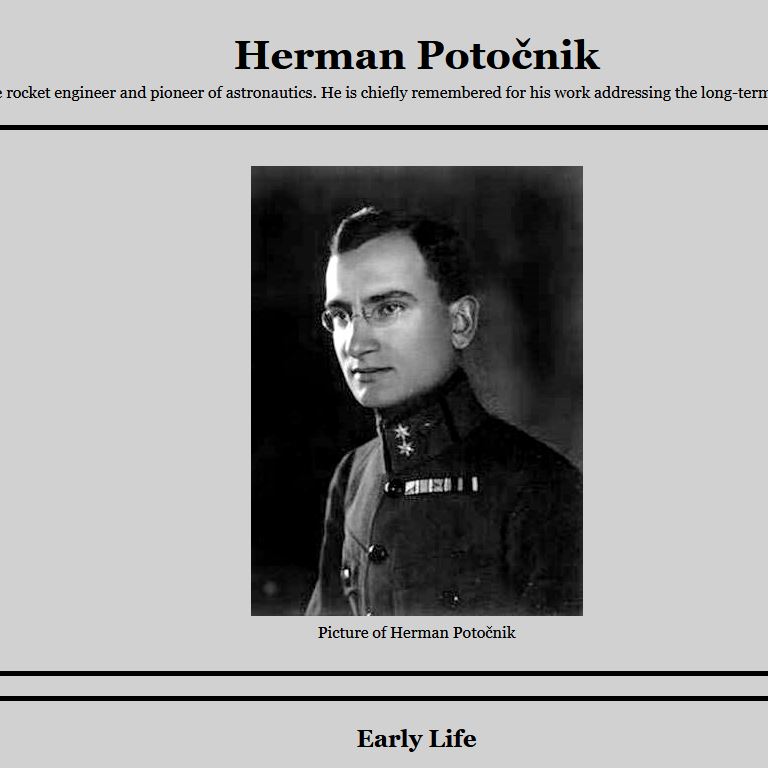 Herman Potočnik
rocket engineer and pioneer of astronautics. He is chiefly remembered for his work addressing the long-term
Picture of Herman Potočnik
Early Life